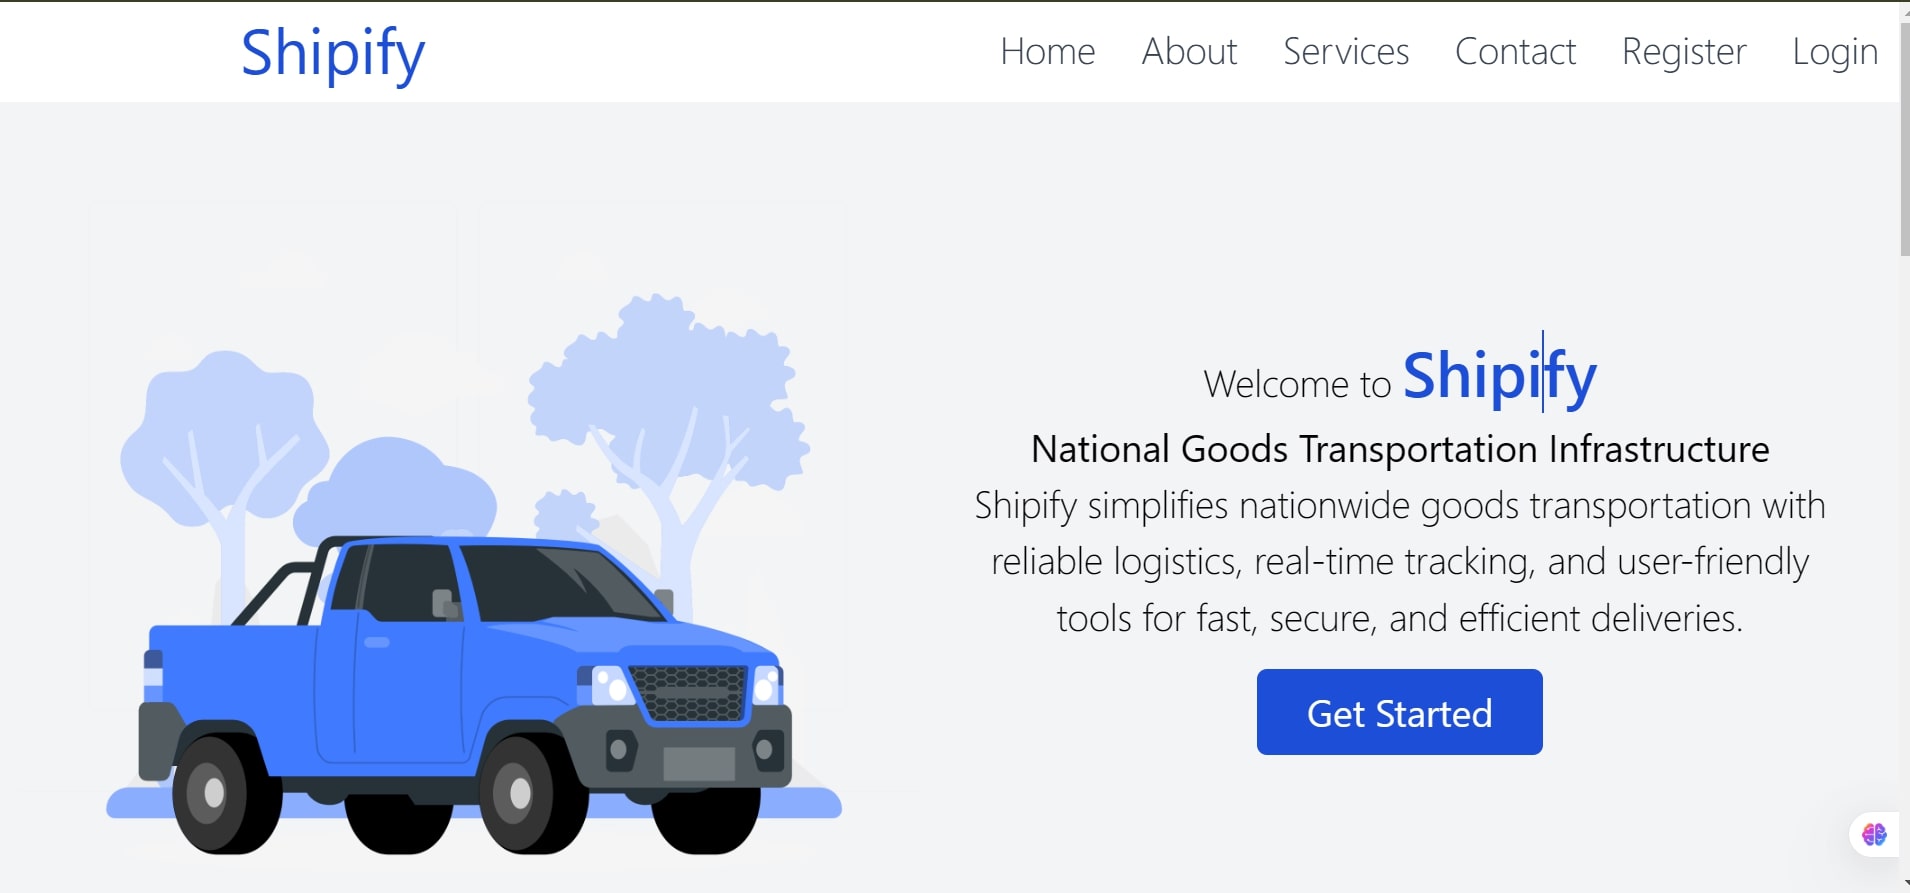 Shipify
Home About Services Contact Register Login
Welcome to Shipify
National Goods Transportation Infrastructure
Shipify simplifies nationwide goods transportation with
reliable logistics, real-time tracking, and user-friendly
tools for fast, secure, and efficient deliveries.
Get Started